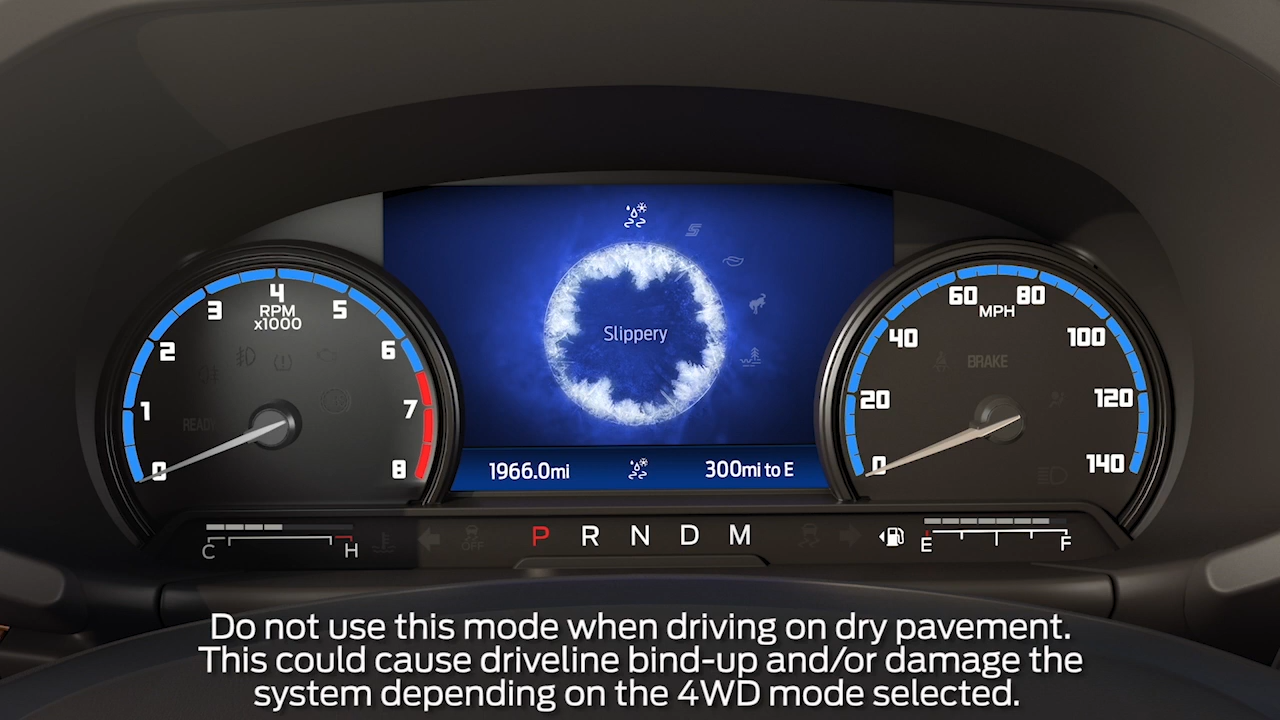 Slippery
1966.0mi
300mi to E
0
1
2
3
4
5
6
7
8
RPM
x1000
READY
0
20
40
60
80
100
120
140
MPH
BRAKE
C
H
OFF
P R N D M
E
F
Do not use this mode when driving on dry pavement.
This could cause driveline bind-up and/or damage the
system depending on the 4WD mode selected.